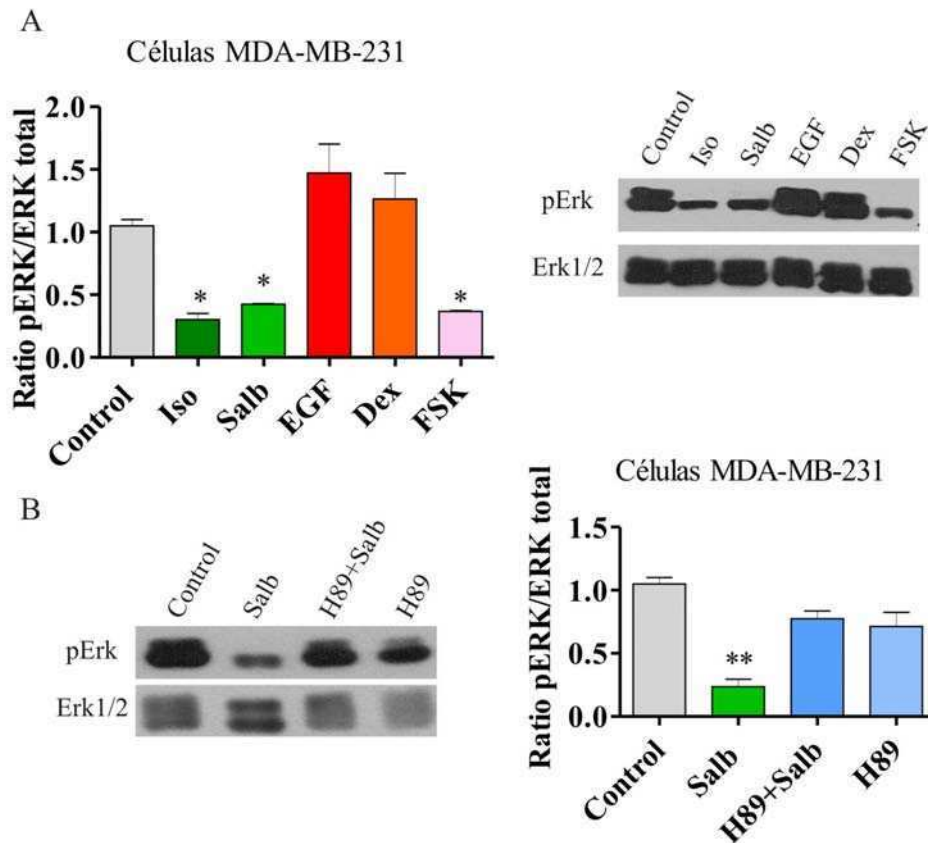 A
Células MDA-MB-231
Ratio pERK/ERK total
2.0
1.5
1.0
0.5
0.0
*
*
*
Control
Iso
Salb
EGF
Dex
FSK
Control
Iso
Salb
EGF
Dex
FSK
pErk
Erk1/2
B
Control
Salb
H89+Salb
H89
pErk
Erk1/2
Células MDA-MB-231
Ratio pERK/ERK total
1.5
1.0
0.5
0.0
**
Control
Salb
H89+Salb
H89